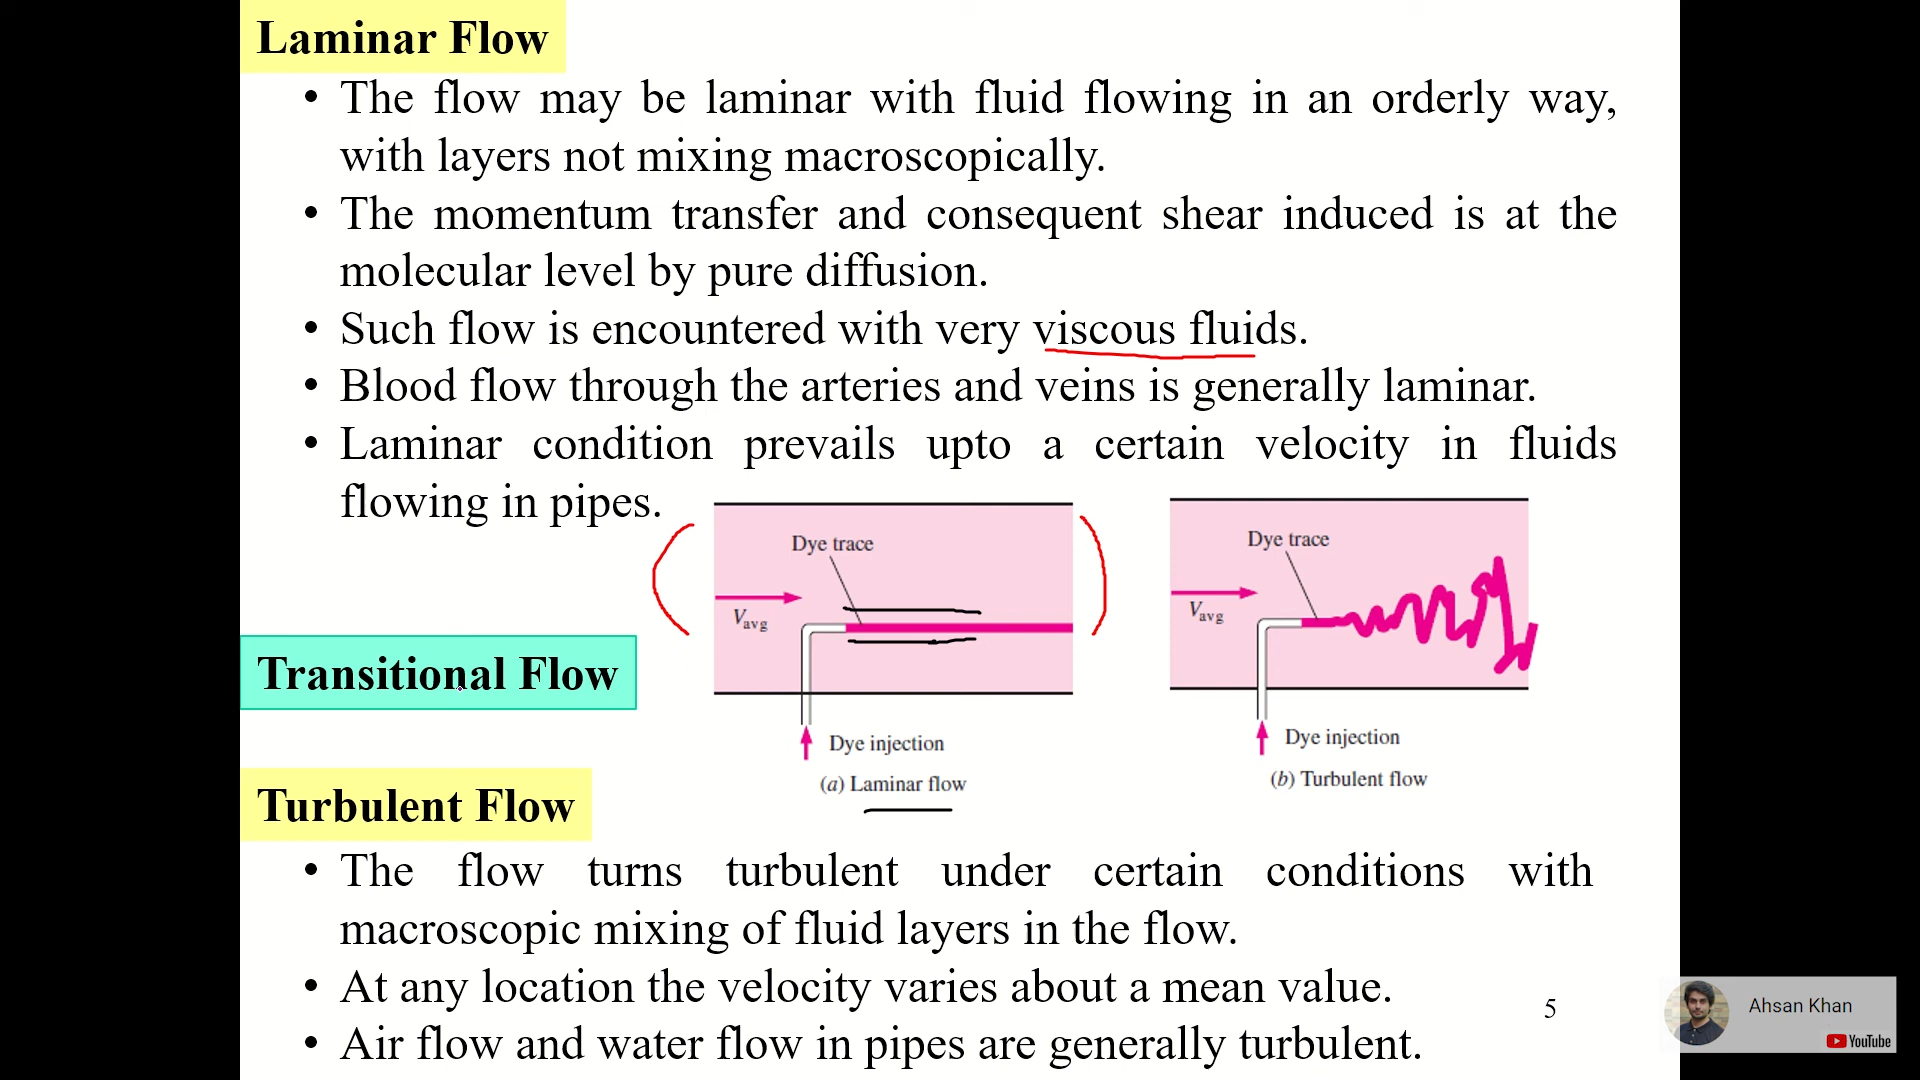 Laminar Flow
• The flow may be laminar with fluid flowing in an orderly way,
with layers not mixing macroscopically.
• The momentum transfer and consequent shear induced is at the
molecular level by pure diffusion.
• Such flow is encountered with very viscous fluids.
• Blood flow through the arteries and veins is generally laminar.
• Laminar condition prevails upto a certain velocity in fluids
flowing in pipes.
Dye trace
Vavg
Dye injection
(a) Laminar flow
Dye trace
Vavg
Dye injection
(b) Turbulent flow
Transitional Flow
Turbulent Flow
• The flow turns turbulent under certain conditions with
macroscopic mixing of fluid layers in the flow.
• At any location the velocity varies about a mean value.
• Air flow and water flow in pipes are generally turbulent.
5
Ahsan Khan
YouTube